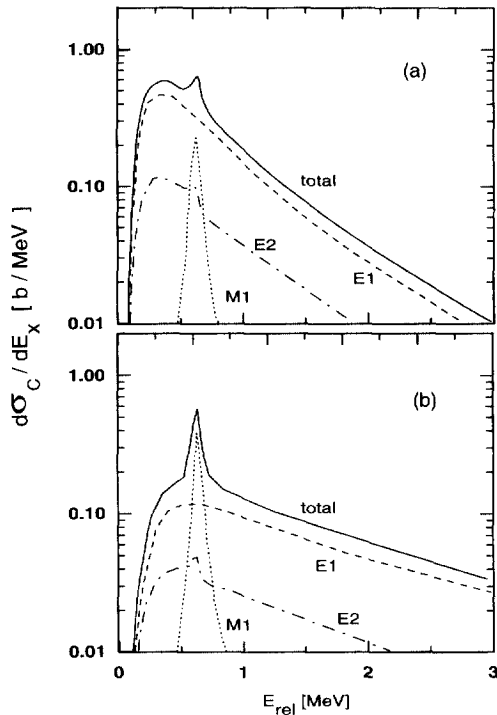 (a)
1.00
0.10
0.01
total
E2
E1
M1
dσC/dEx [b/MeV]
(b)
1.00
0.10
0.01
total
E1
E2
M1
0 1 2 3
Erel [MeV]